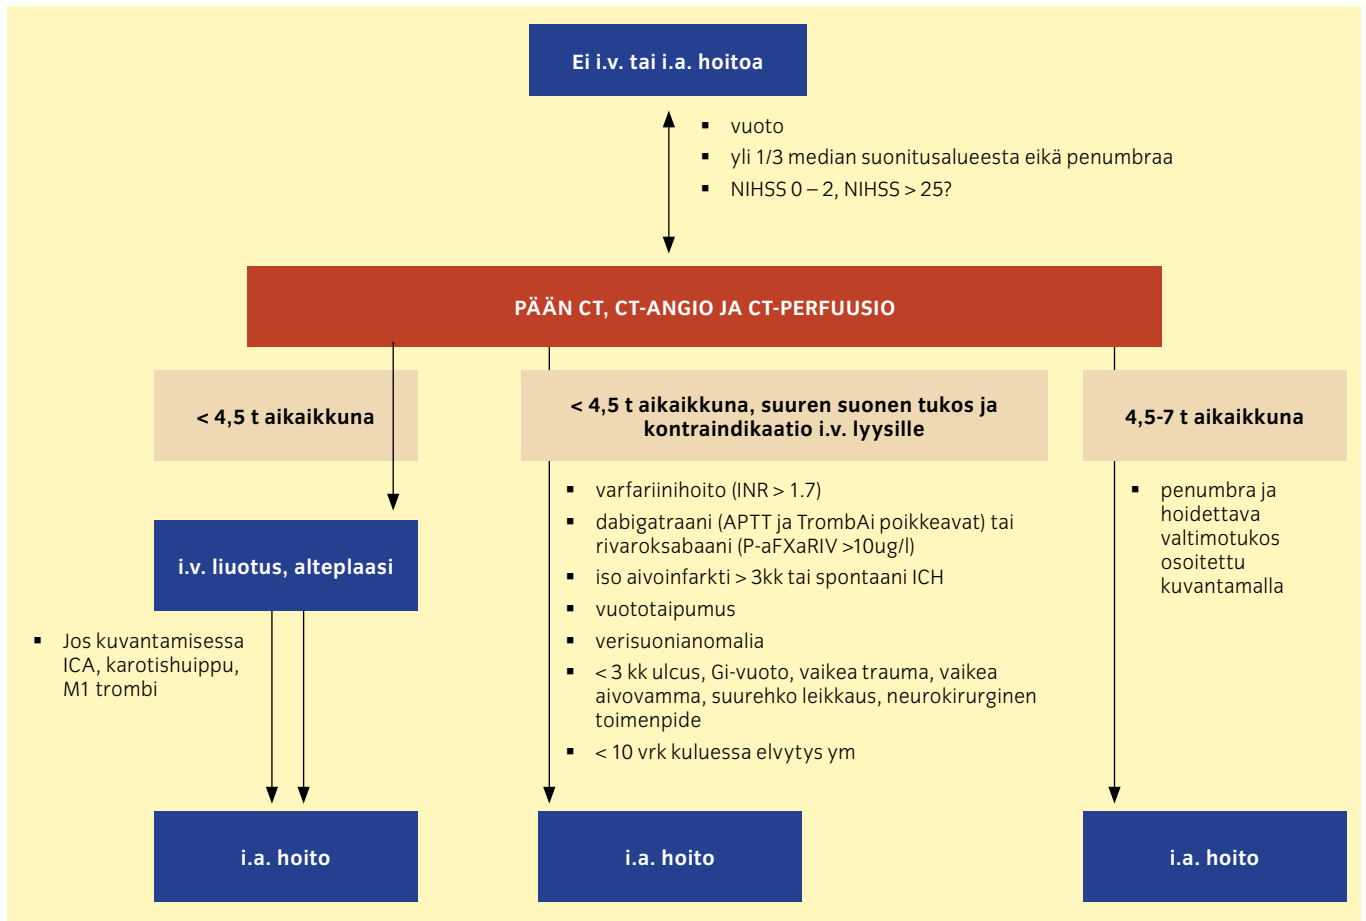 Ei i.v. tai i.a. hoitoa
▪ vuoto
▪ yli 1/3 median suonitusalueesta eikä penumbraa
▪ NIHSS 0 – 2, NIHSS > 25?
PÄÄN CT, CT-ANGIO JA CT-PERFUUSIO
< 4,5 t aikaikkuna
i.v. liuotus, alteplaasi
▪ Jos kuvantamisessa
ICA, karotishuippu,
M1 trombi
i.a. hoito
< 4,5 t aikaikkuna, suuren suonen tukos ja
kontraindikaatio i.v. lyysille
▪ varfariinihoito (INR > 1.7)
▪ dabigatraani (APTT ja TrombAi poikkeavat) tai
rivaroksabaani (P-aFXaRIV >10ug/l)
▪ iso aivoinfarkti > 3kk tai spontaani ICH
▪ vuototaipumus
▪ verisuonianomalia
▪ < 3 kk ulcus, Gi-vuoto, vaikea trauma, vaikea
aivovamma, suurehko leikkaus, neurokirurginen
toimenpide
▪ < 10 vrk kuluessa elvytys ym
i.a. hoito
4,5-7 t aikaikkuna
▪ penumbra ja
hoidettava
valtimotukos
osoitettu
kuvantamalla
i.a. hoito